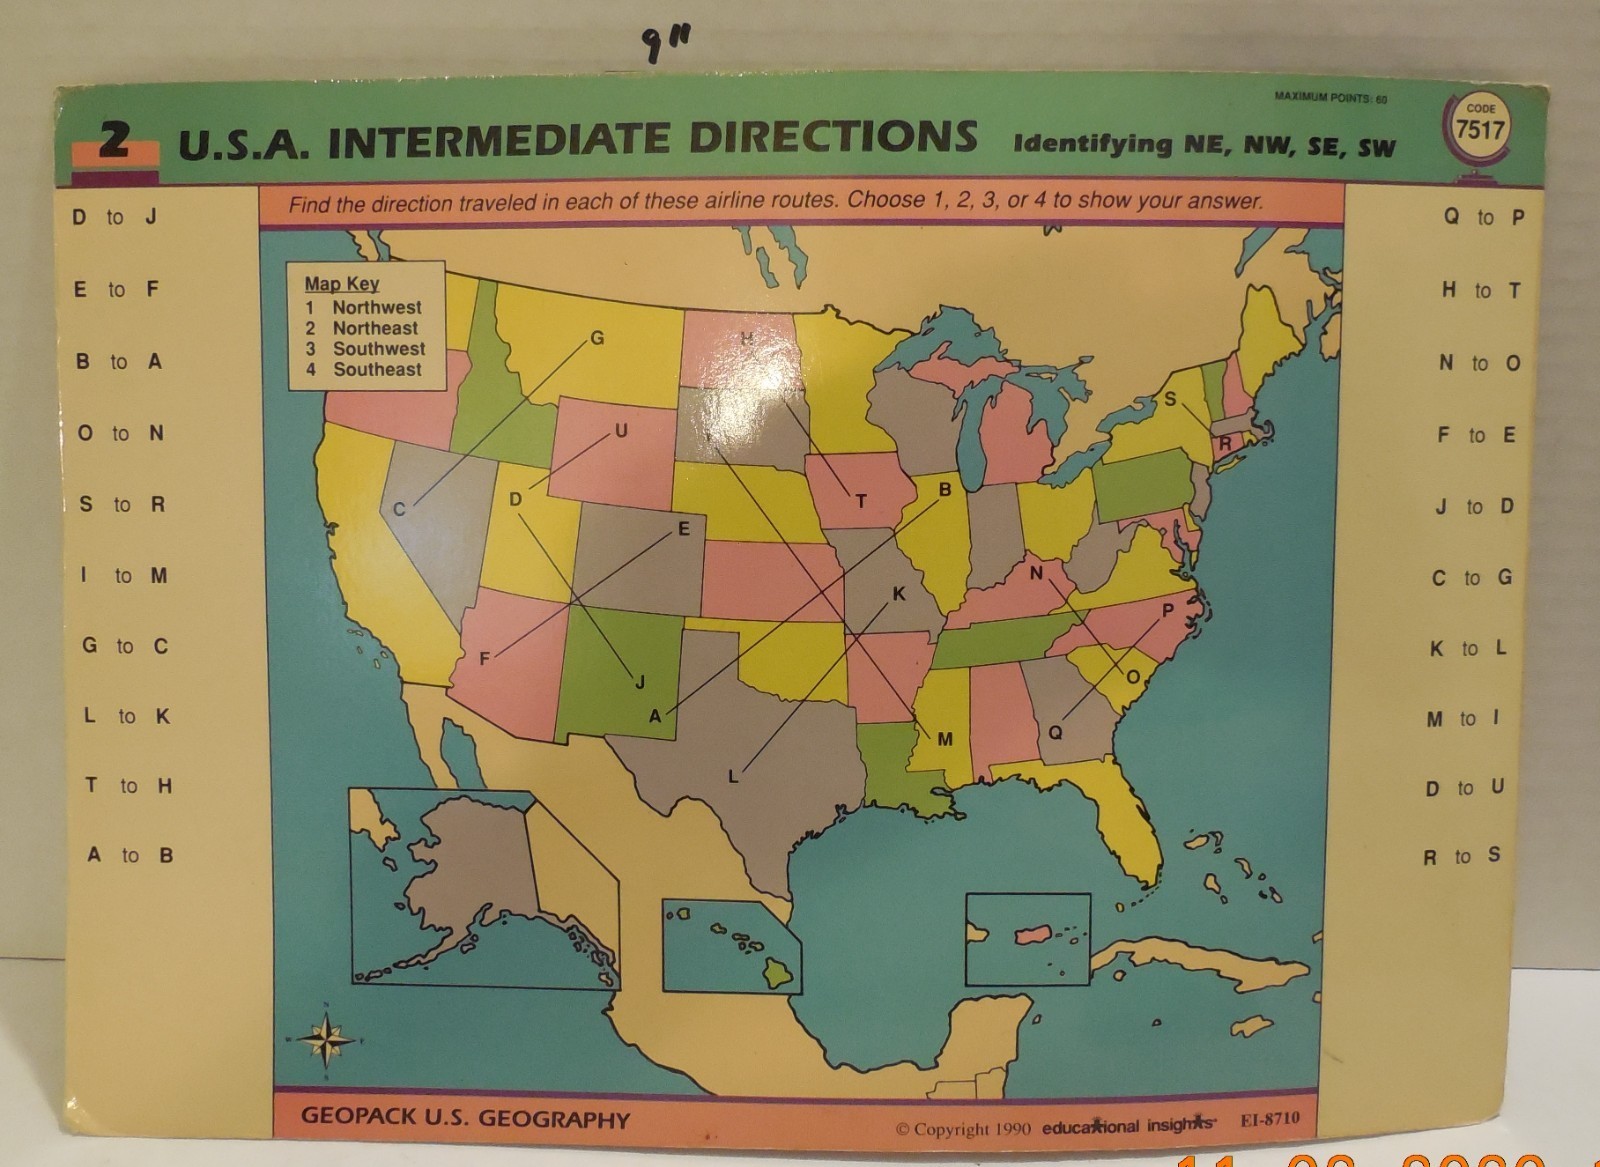 9"
MAXIMUM POINTS: 60
CODE
7517
2 U.S.A. INTERMEDIATE DIRECTIONS Identifying NE, NW, SE, SW
Find the direction traveled in each of these airline routes. Choose 1, 2, 3, or 4 to show your answer.
D to J
E to F
B to A
O to N
S to R
I to M
G to C
L to K
T to H
A to B
Map Key
1 Northwest
2 Northeast
3 Southwest
4 Southeast
G
H
S
U
R
C
D
B
T
E
N
K
P
F
J
O
A
M
Q
L
Q to P
H to T
N to O
F to E
J to D
C to G
K to L
M to I
D to U
R to S
GEOPACK U.S. GEOGRAPHY
© Copyright 1990 educational insights EI-8710